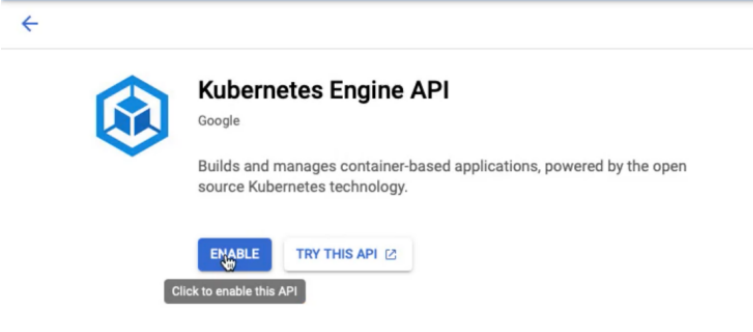 Kubernetes Engine API
Google
Builds and manages container-based applications, powered by the open
source Kubernetes technology.
ENABLE
TRY THIS API
Click to enable this API